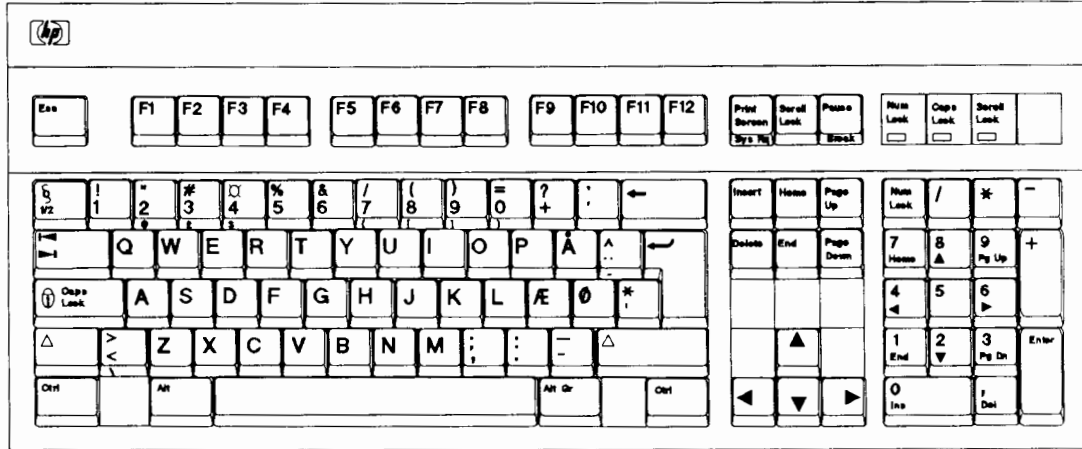 hp
Esc F1 F2 F3 F4 F5 F6 F7 F8 F9 F10 F11 F12 Print Screen Sys Rq Scroll Lock Pause Break Num Lock Caps Lock Scroll Lock
§ ! " # ¤ % & / ( ) = ? ` ← Insert Home Page Up Num Lock / * −
1/2 1 2 3 4 5 6 7 8 9 0 + ´
@ £ $ { [ ] }
Q W E R T Y U I O P Å ^ ¨ ~ Delete End Page Down 7 Home 8 ▲ 9 Pg Up +
Caps Lock A S D F G H J K L Æ Ø * ' 4 ◀ 5 6 ▶
△ > < \ Z X C V B N M ; , : . _ - △ ▲ 1 End 2 ▼ 3 Pg Dn Enter
Ctrl Alt Alt Gr Ctrl ◀ ▼ ▶ 0 Ins , Del